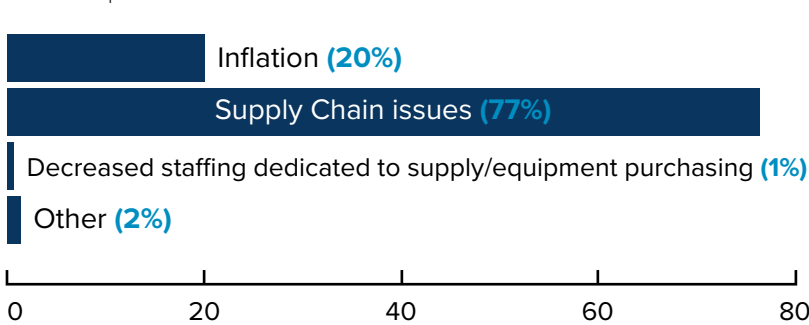 Inflation (20%)
Supply Chain issues (77%)
Decreased staffing dedicated to supply/equipment purchasing (1%)
Other (2%)
0 20 40 60 80